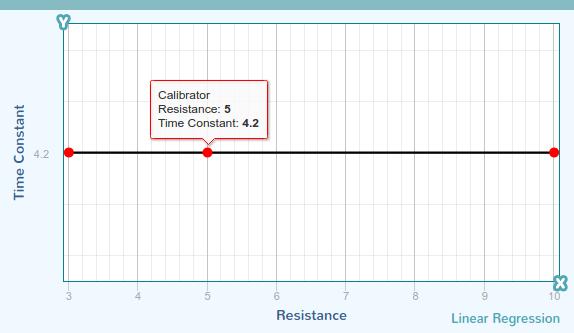 Y
Calibrator
Resistance: 5
Time Constant: 4.2
Time Constant
4.2
3 4 5 6 7 8 9 10
X
Resistance
Linear Regression